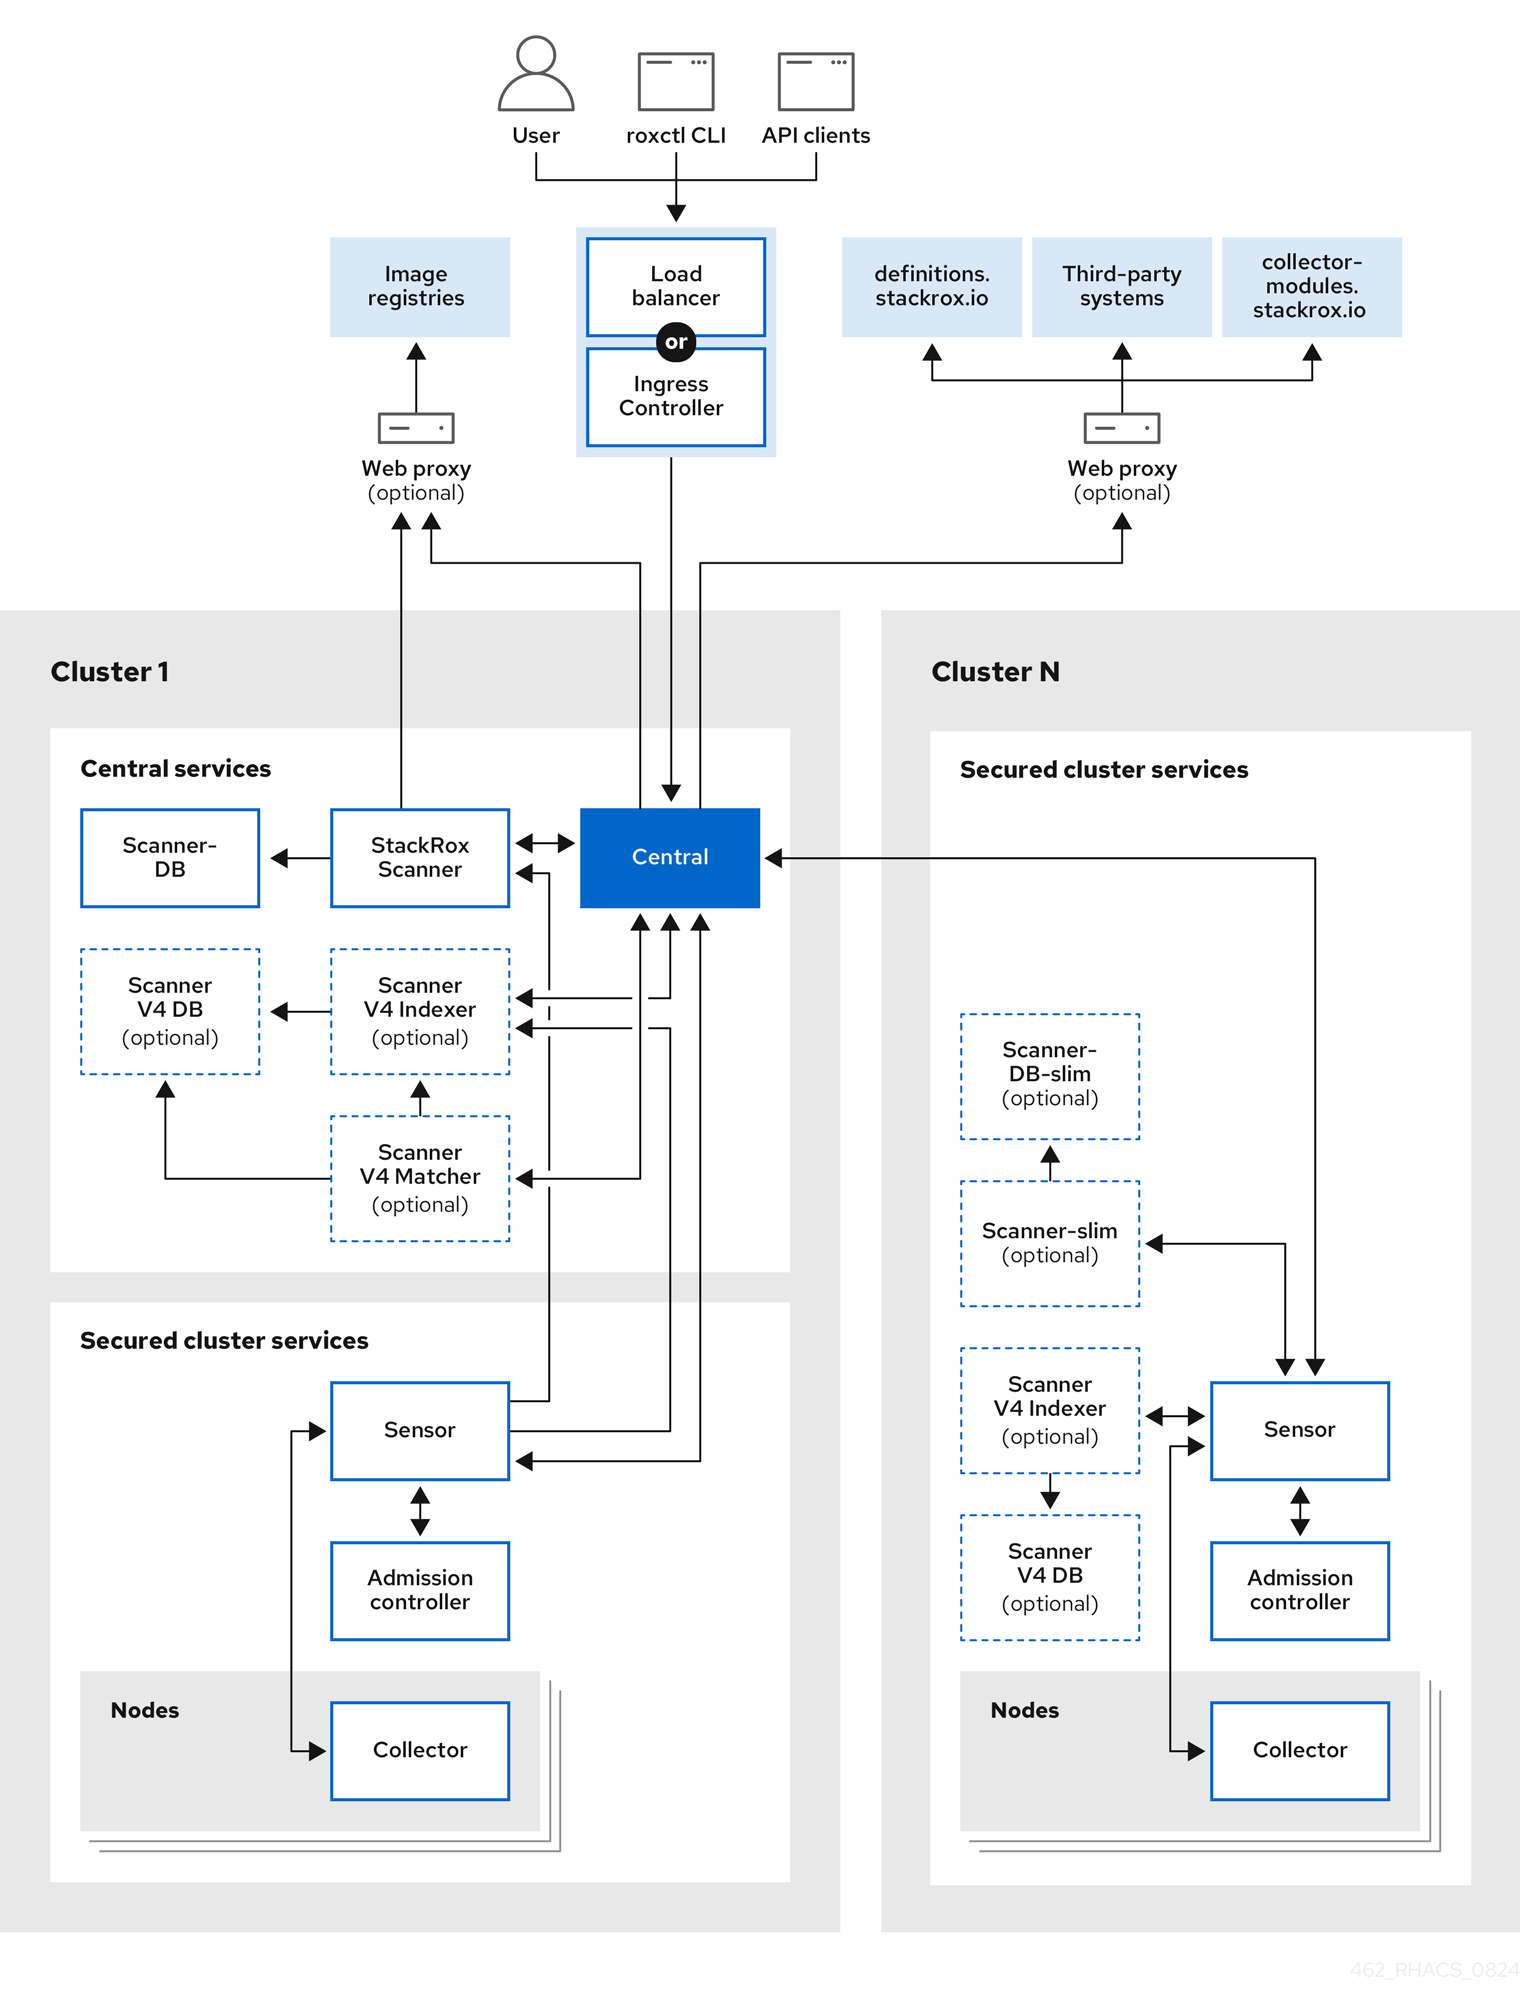 User
roxctl CLI
API clients
Image
registries
Load
balancer
or
Ingress
Controller
definitions.
stackrox.io
Third-party
systems
collector-
modules.
stackrox.io
Web proxy
(optional)
Web proxy
(optional)
Cluster 1
Central services
Scanner-
DB
StackRox
Scanner
Central
Scanner
V4 DB
(optional)
Scanner
V4 Indexer
(optional)
Scanner
V4 Matcher
(optional)
Secured cluster services
Sensor
Admission
controller
Nodes
Collector
Cluster N
Secured cluster services
Scanner-
DB-slim
(optional)
Scanner-slim
(optional)
Scanner
V4 Indexer
(optional)
Sensor
Scanner
V4 DB
(optional)
Admission
controller
Nodes
Collector
462_RHACS_0824